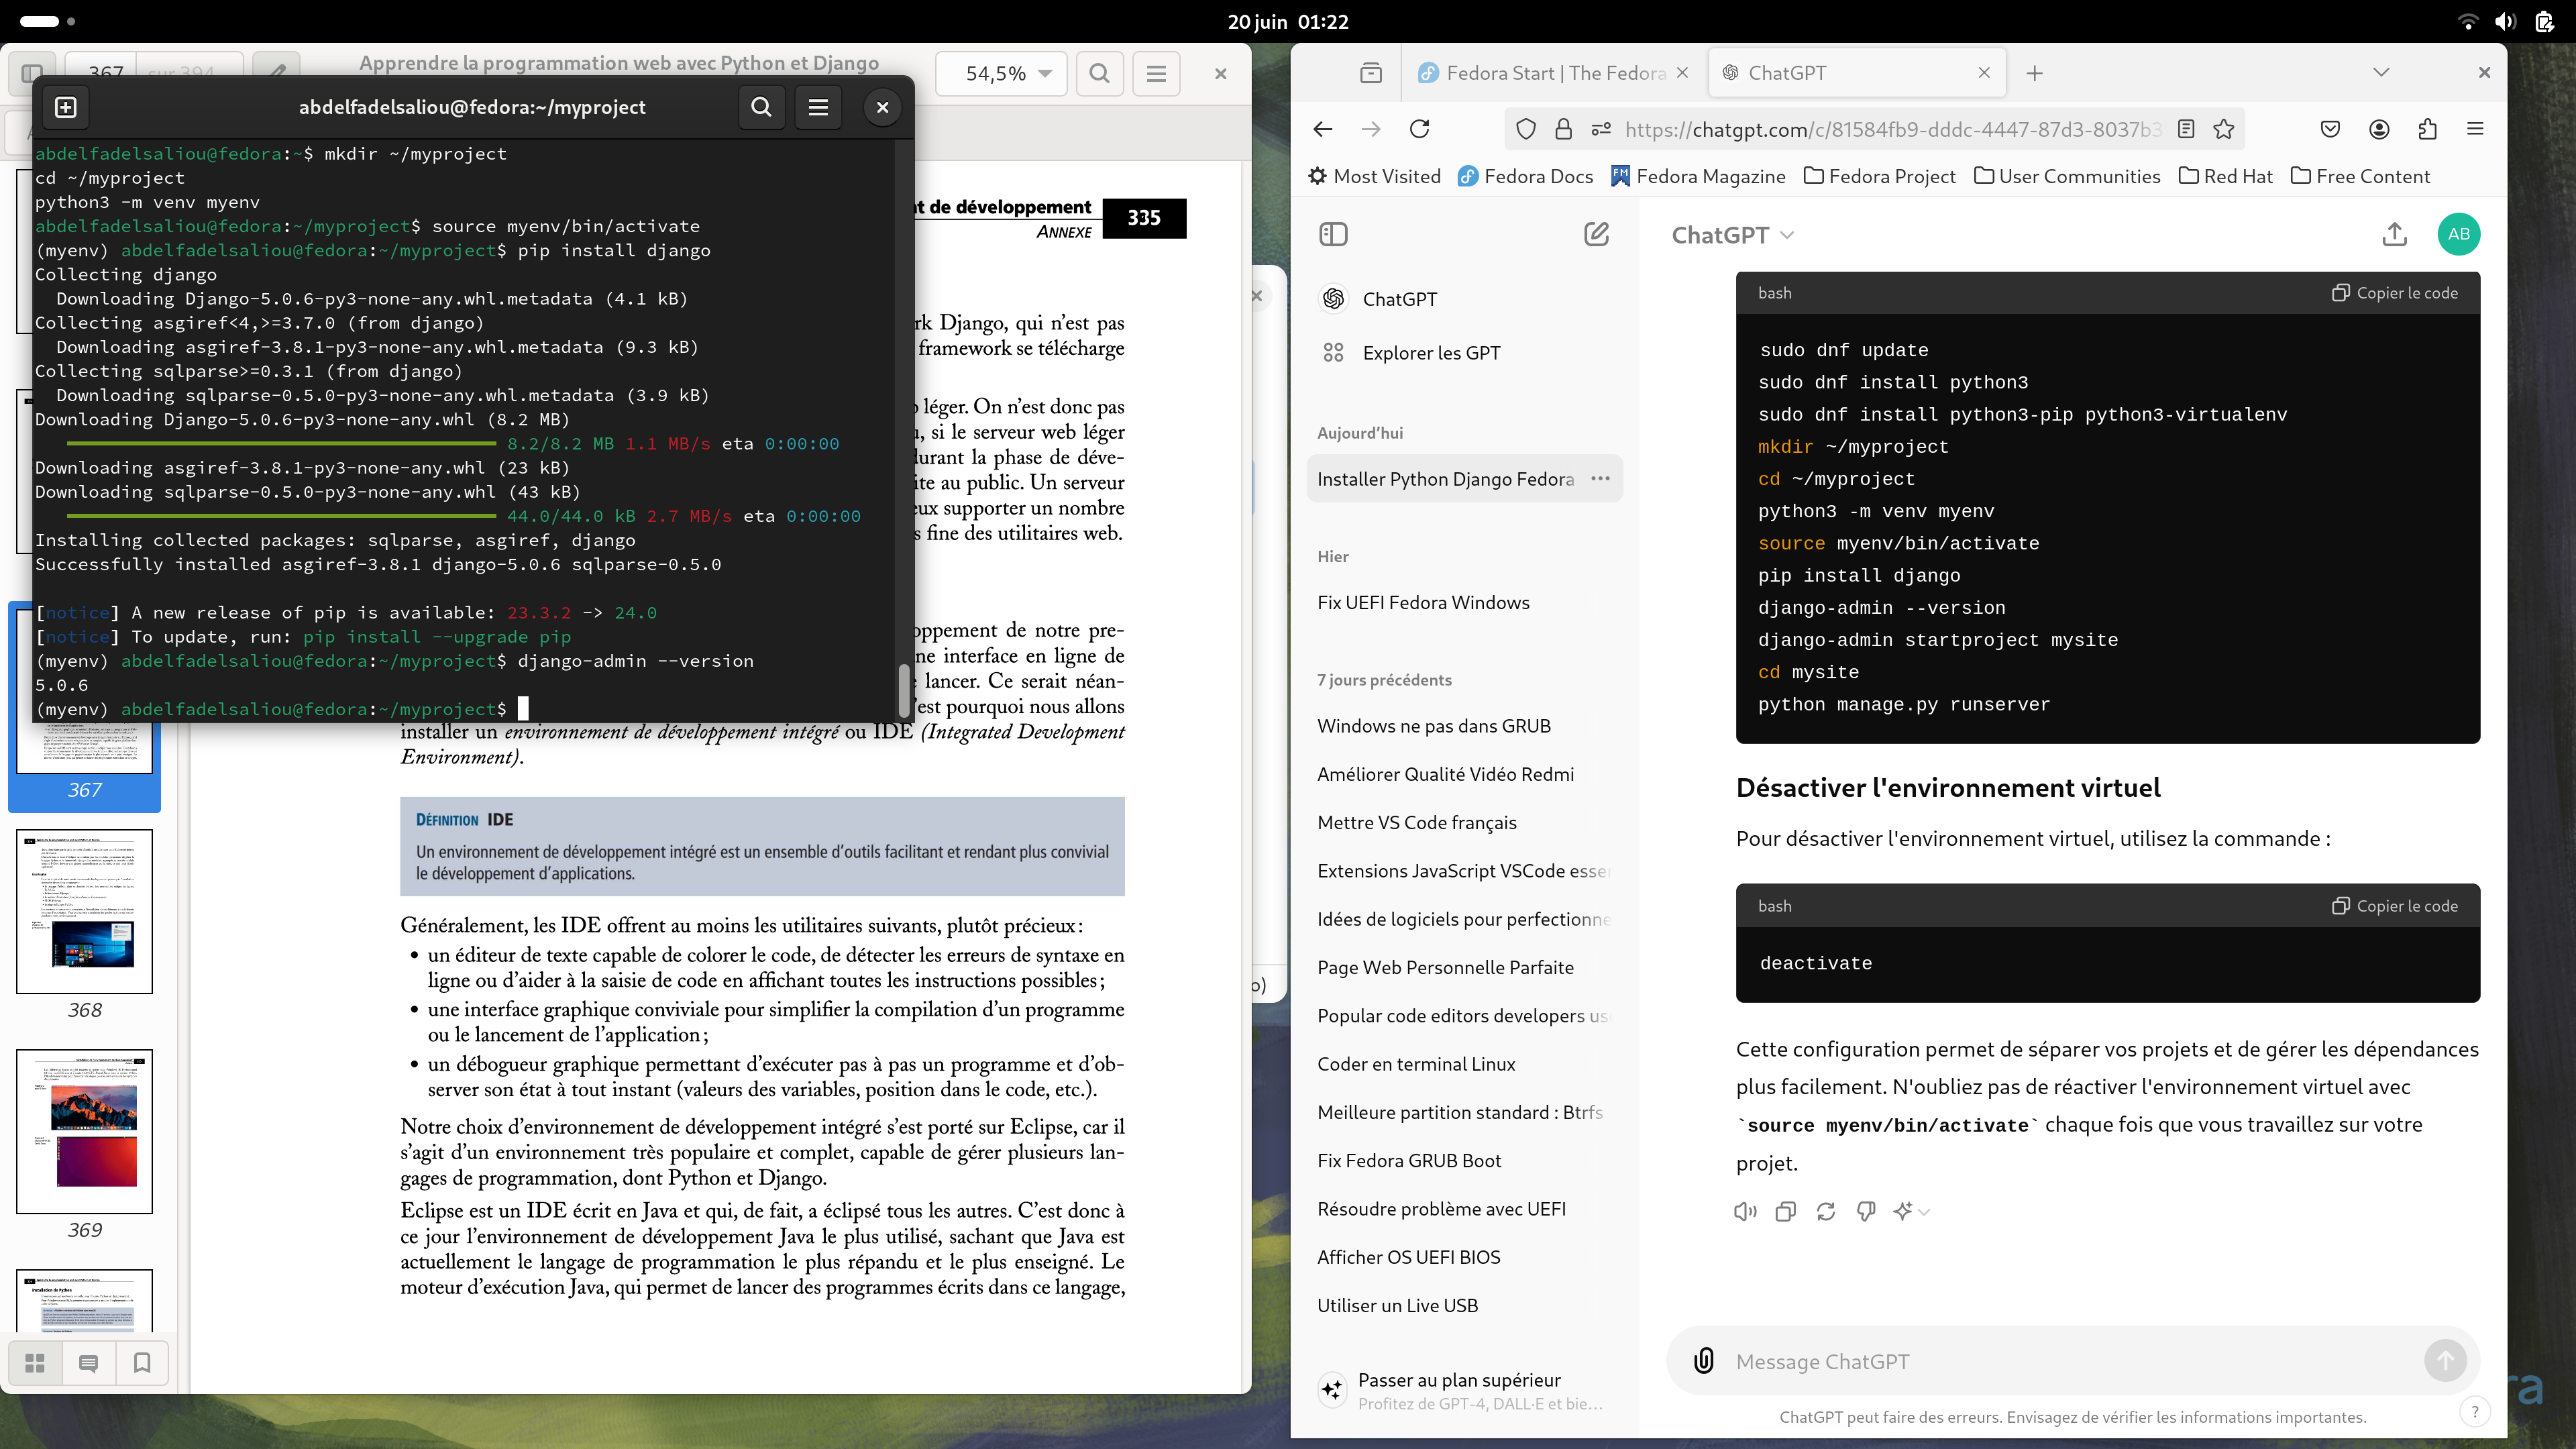 20 juin 01:22
367
sur 394
Apprendre la programmation web avec Python et Django
54,5%
abdelfadelsaliou@fedora:~/myproject
abdelfadelsaliou@fedora:~$ mkdir ~/myproject
cd ~/myproject
python3 -m venv myenv
abdelfadelsaliou@fedora:~/myproject$ source myenv/bin/activate
(myenv) abdelfadelsaliou@fedora:~/myproject$ pip install django
Collecting django
  Downloading Django-5.0.6-py3-none-any.whl.metadata (4.1 kB)
Collecting asgiref<4,>=3.7.0 (from django)
  Downloading asgiref-3.8.1-py3-none-any.whl.metadata (9.3 kB)
Collecting sqlparse>=0.3.1 (from django)
  Downloading sqlparse-0.5.0-py3-none-any.whl.metadata (3.9 kB)
Downloading Django-5.0.6-py3-none-any.whl (8.2 MB)
8.2/8.2 MB 1.1 MB/s eta 0:00:00
Downloading asgiref-3.8.1-py3-none-any.whl (23 kB)
Downloading sqlparse-0.5.0-py3-none-any.whl (43 kB)
44.0/44.0 kB 2.7 MB/s eta 0:00:00
Installing collected packages: sqlparse, asgiref, django
Successfully installed asgiref-3.8.1 django-5.0.6 sqlparse-0.5.0
[notice] A new release of pip is available: 23.3.2 -> 24.0
[notice] To update, run: pip install --upgrade pip
(myenv) abdelfadelsaliou@fedora:~/myproject$ django-admin --version
5.0.6
(myenv) abdelfadelsaliou@fedora:~/myproject$
367
368
369
Installation de Python
t de développement
ANNEXE
335
rk Django, qui n’est pas
framework se télécharge
léger. On n’est donc pas
, si le serveur web léger
durant la phase de déve-
ite au public. Un serveur
eux supporter un nombre
s fine des utilitaires web.
oppement de notre pre-
ne interface en ligne de
lancer. Ce serait néan-
’est pourquoi nous allons
installer un environnement de développement intégré ou IDE (Integrated Development
Environment).
DÉFINITION IDE
Un environnement de développement intégré est un ensemble d’outils facilitant et rendant plus convivial
le développement d’applications.
Généralement, les IDE offrent au moins les utilitaires suivants, plutôt précieux :
• un éditeur de texte capable de colorer le code, de détecter les erreurs de syntaxe en
ligne ou d’aider à la saisie de code en affichant toutes les instructions possibles ;
• une interface graphique conviviale pour simplifier la compilation d’un programme
ou le lancement de l’application ;
• un débogueur graphique permettant d’exécuter pas à pas un programme et d’ob-
server son état à tout instant (valeurs des variables, position dans le code, etc.).
Notre choix d’environnement de développement intégré s’est porté sur Eclipse, car il
s’agit d’un environnement très populaire et complet, capable de gérer plusieurs lan-
gages de programmation, dont Python et Django.
Eclipse est un IDE écrit en Java et qui, de fait, a éclipsé tous les autres. C’est donc à
ce jour l’environnement de développement Java le plus utilisé, sachant que Java est
actuellement le langage de programmation le plus répandu et le plus enseigné. Le
moteur d’exécution Java, qui permet de lancer des programmes écrits dans ce langage,
o)
Fedora Start | The Fedora
ChatGPT
https://chatgpt.com/c/81584fb9-dddc-4447-87d3-8037b3
Most Visited
Fedora Docs
Fedora Magazine
Fedora Project
User Communities
Red Hat
Free Content
ChatGPT
Explorer les GPT
Aujourd’hui
Installer Python Django Fedora
Hier
Fix UEFI Fedora Windows
7 jours précédents
Windows ne pas dans GRUB
Améliorer Qualité Vidéo Redmi
Mettre VS Code français
Extensions JavaScript VSCode esse
Idées de logiciels pour perfectionne
Page Web Personnelle Parfaite
Popular code editors developers us
Coder en terminal Linux
Meilleure partition standard : Btrfs
Fix Fedora GRUB Boot
Résoudre problème avec UEFI
Afficher OS UEFI BIOS
Utiliser un Live USB
Passer au plan supérieur
Profitez de GPT-4, DALL·E et bie…
ChatGPT
AB
bash
Copier le code
sudo dnf update
sudo dnf install python3
sudo dnf install python3-pip python3-virtualenv
mkdir ~/myproject
cd ~/myproject
python3 -m venv myenv
source myenv/bin/activate
pip install django
django-admin --version
django-admin startproject mysite
cd mysite
python manage.py runserver
Désactiver l'environnement virtuel
Pour désactiver l'environnement virtuel, utilisez la commande :
bash
Copier le code
deactivate
Cette configuration permet de séparer vos projets et de gérer les dépendances
plus facilement. N'oubliez pas de réactiver l'environnement virtuel avec
`source myenv/bin/activate` chaque fois que vous travaillez sur votre
projet.
Message ChatGPT
ChatGPT peut faire des erreurs. Envisagez de vérifier les informations importantes.
?
ra